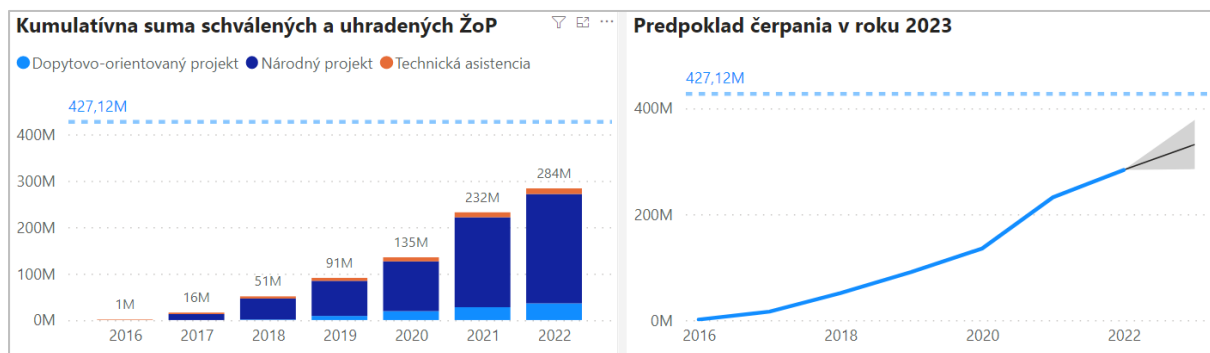 Kumulatívna suma schválených a uhradených ŽoP
Dopytovo-orientovaný projekt Národný projekt Technická asistencia
427,12M
400M
300M
200M
100M
0M
1M
16M
51M
91M
135M
232M
284M
2016 2017 2018 2019 2020 2021 2022
Predpoklad čerpania v roku 2023
427,12M
400M
200M
0M
2016 2018 2020 2022